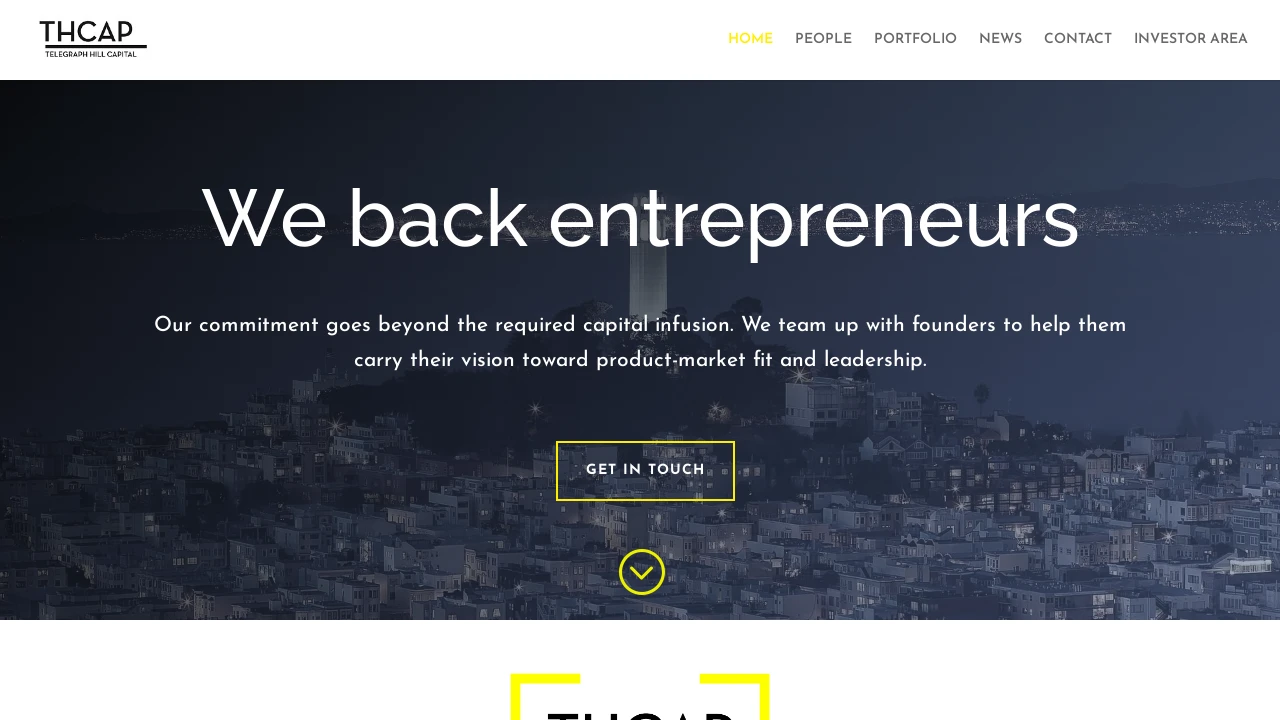 THCAP
TELEGRAPH HILL CAPITAL
HOME
PEOPLE
PORTFOLIO
NEWS
CONTACT
INVESTOR AREA
We back entrepreneurs
Our commitment goes beyond the required capital infusion. We team up with founders to help them
carry their vision toward product-market fit and leadership.
GET IN TOUCH
THCAP